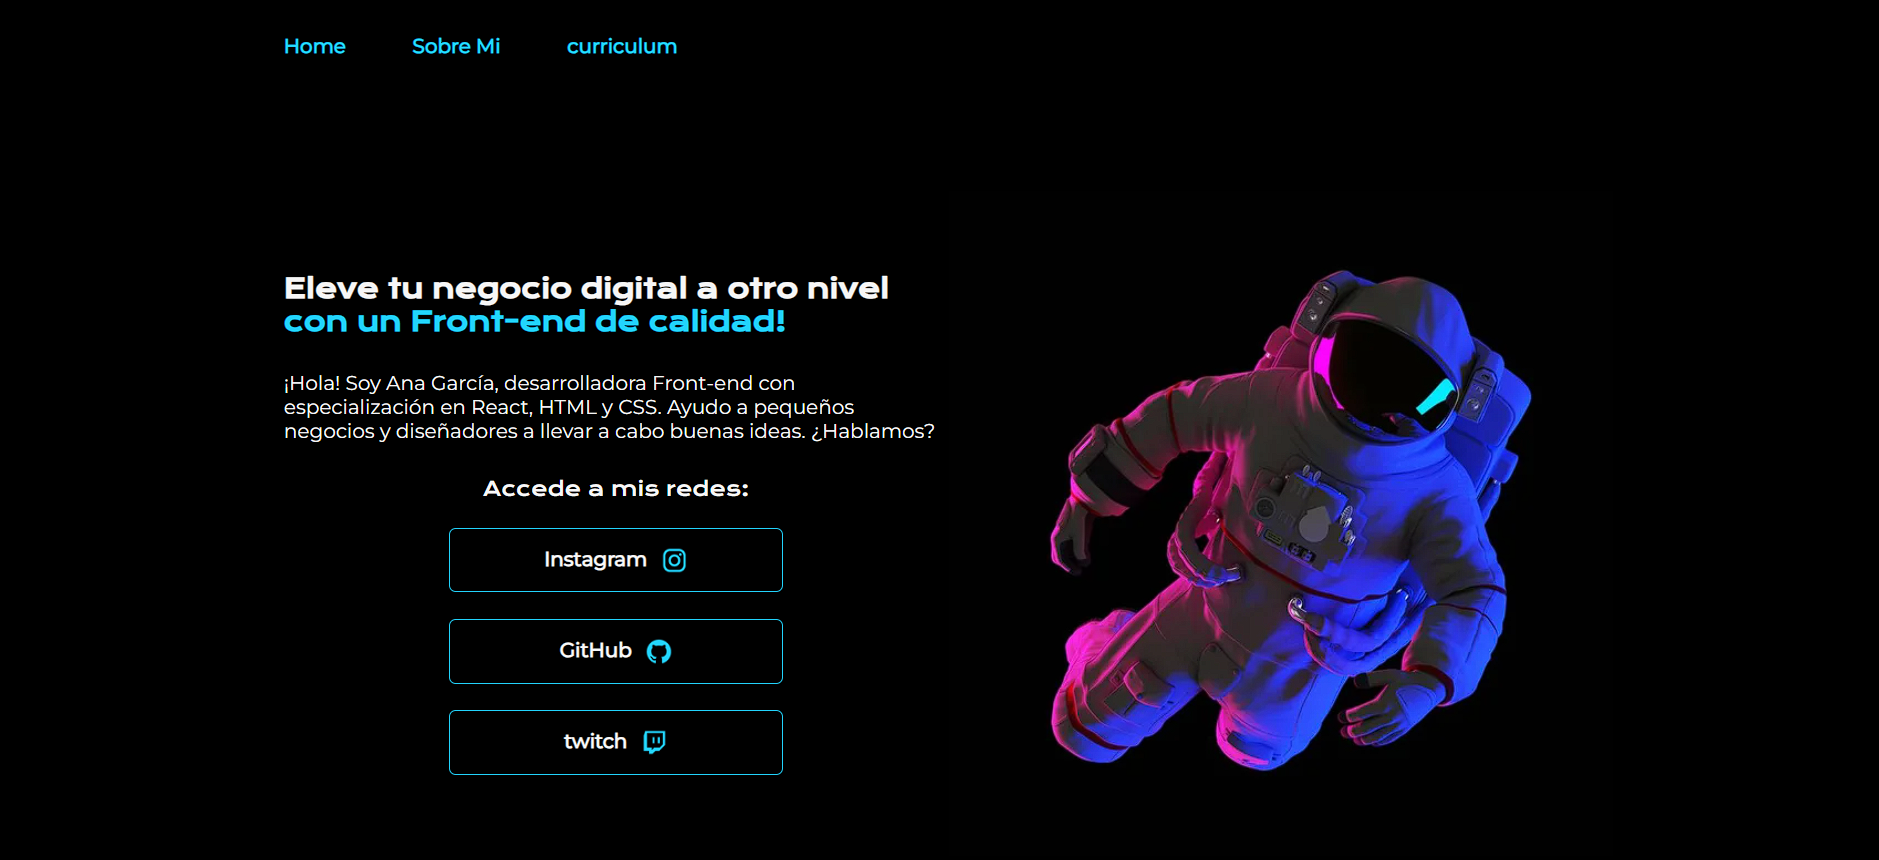 Home
Sobre Mi
curriculum
Eleve tu negocio digital a otro nivel
con un Front-end de calidad!
¡Hola! Soy Ana García, desarrolladora Front-end con
especialización en React, HTML y CSS. Ayudo a pequeños
negocios y diseñadores a llevar a cabo buenas ideas. ¿Hablamos?
Accede a mis redes:
Instagram
GitHub
twitch